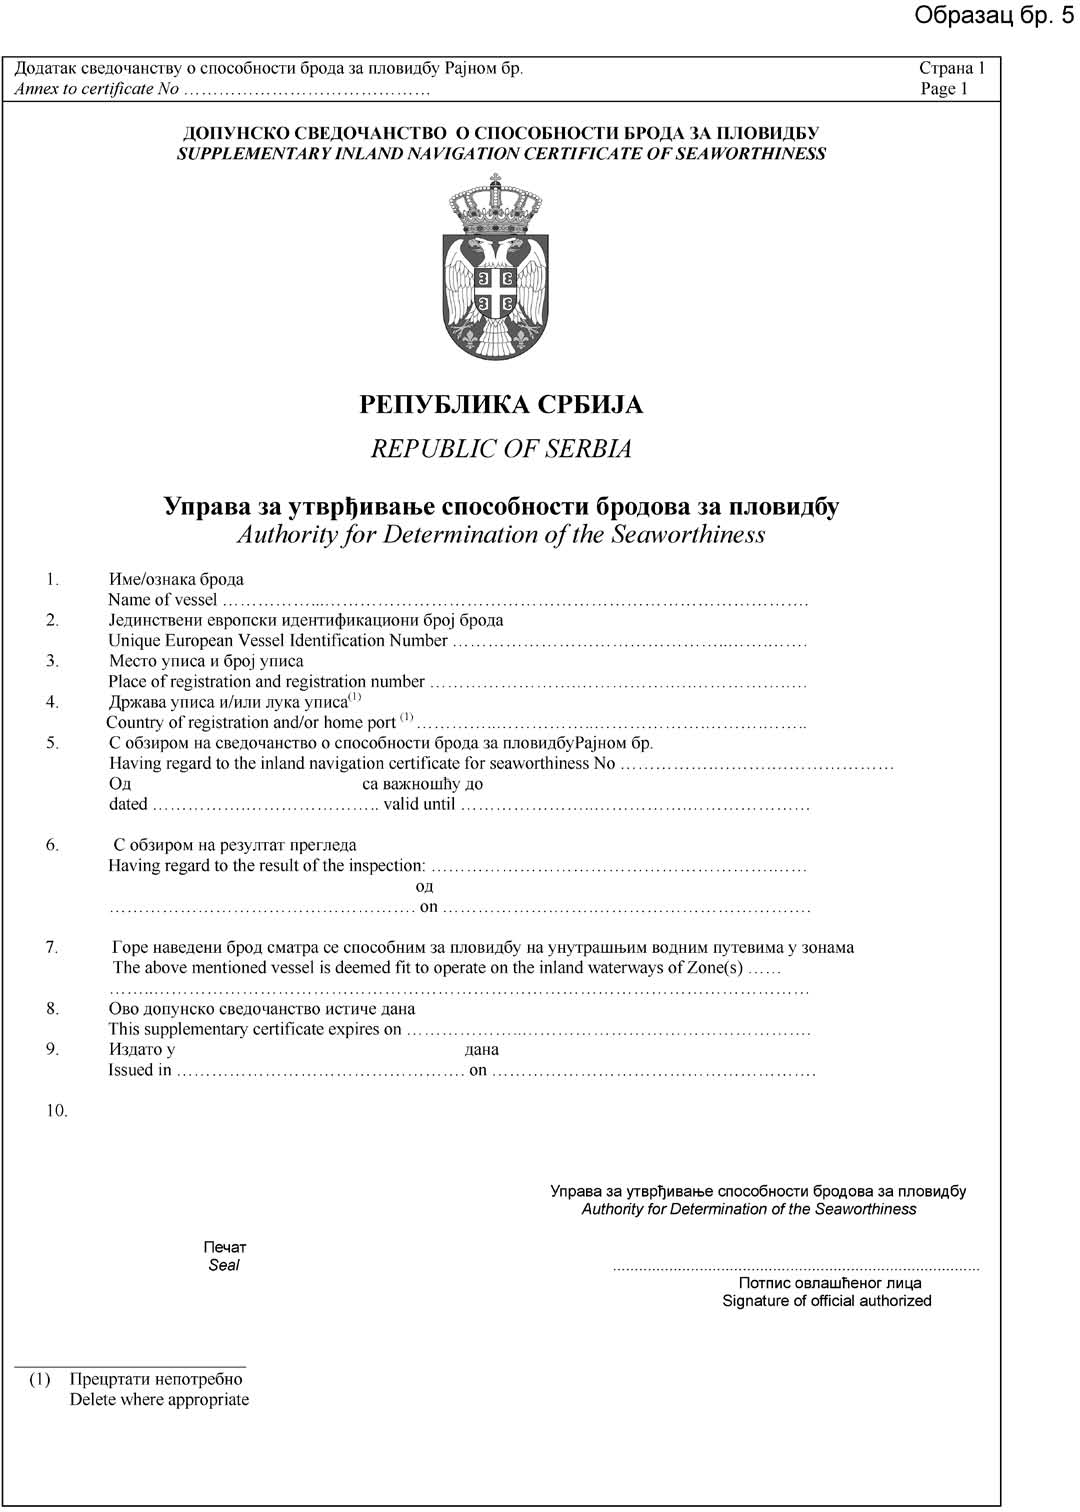 Образац бр. 5
Додатак сведочанству о способности брода за пловидбу Рајном бр. Страна 1
Annex to certificate No …………………………………… Page 1
ДОПУНСКО СВЕДОЧАНСТВО О СПОСОБНОСТИ БРОДА ЗА ПЛОВИДБУ
SUPPLEMENTARY INLAND NAVIGATION CERTIFICATE OF SEAWORTHINESS
РЕПУБЛИКА СРБИЈА
REPUBLIC OF SERBIA
Управа за утврђивање способности бродова за пловидбу
Authority for Determination of the Seaworthiness
1. Име/ознака брода
Name of vessel ……………...……………………………………………………………………….
2. Јединствени европски идентификациони број брода
Unique European Vessel Identification Number ………………………………………..…….……
3. Место уписа и број уписа
Place of registration and registration number …………………………………….………………….…
4. Држава уписа и/или лука уписа(1)
Country of registration and/or home port (1) …………..……………..……………….…….……..
5. С обзиром на сведочанство о способности брода за пловидбуРајном бр.
Having regard to the inland navigation certificate for seaworthiness No …………….……….…………………
Од са важношћу до
dated …………….………………….. valid until ………………….………………………………
6. С обзиром на резултат прегледа
Having regard to the result of the inspection: ………………………………………………….……
од
……………………………………………. on ……………….…………………………………….
7. Горе наведени брод сматра се способним за пловидбу на унутрашњим водним путевима у зонама
The above mentioned vessel is deemed fit to operate on the inland waterways of Zone(s) ……
……..…………………………………………………………………………………………………
8. Ово допунско сведочанство истиче дана
This supplementary certificate expires on ………………..………………………………………….
9. Издато у дана
Issued in …………………………………………. on ……………………………………………….
10.
Управа за утврђивање способности бродова за пловидбу
Authority for Determination of the Seaworthiness
Печат
Seal
.....................................................................................
Потпис овлашћеног лица
Signature of official authorized
(1) Прецртати непотребно
Delete where appropriate